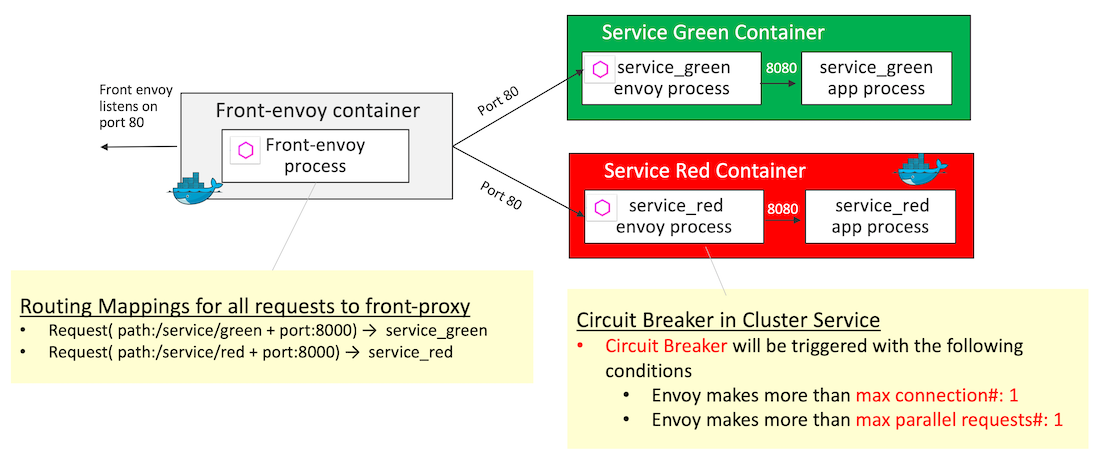 Front envoy
listens on
port 80
Front-envoy container
Front-envoy
process
Port 80
Port 80
Service Green Container
service_green
envoy process
8080
service_green
app process
Service Red Container
service_red
envoy process
8080
service_red
app process
Routing Mappings for all requests to front-proxy
• Request( path:/service/green + port:8000) → service_green
• Request( path:/service/red + port:8000) → service_red
Circuit Breaker in Cluster Service
• Circuit Breaker will be triggered with the following
conditions
• Envoy makes more than max connection#: 1
• Envoy makes more than max parallel requests#: 1